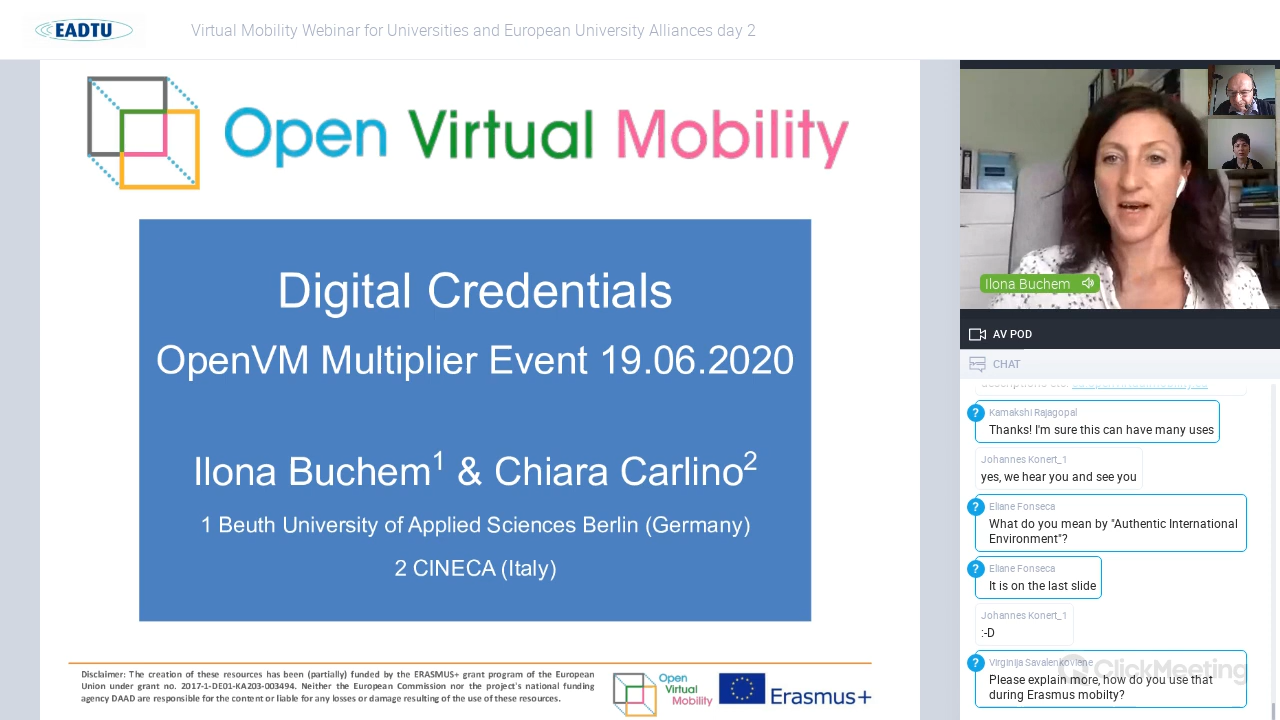 EADTU
Virtual Mobility Webinar for Universities and European University Alliances day 2
Open Virtual Mobility
Digital Credentials
OpenVM Multiplier Event 19.06.2020
Ilona Buchem1 & Chiara Carlino2
1 Beuth University of Applied Sciences Berlin (Germany)
2 CINECA (Italy)
Disclaimer: The creation of these resources has been (partially) funded by the ERASMUS+ grant program of the European
Union under grant no. 2017-1-DE01-KA203-003494. Neither the European Commission nor the project's national funding
agency DAAD are responsible for the content or liable for any losses or damage resulting of the use of these resources.
Open
Virtual
Mobility
Erasmus+
Ilona Buchem
AV POD
CHAT
Kamakshi Rajagopal
Thanks! I'm sure this can have many uses
Johannes Konert_1
yes, we hear you and see you
Eliane Fonseca
What do you mean by "Authentic International
Environment"?
Eliane Fonseca
It is on the last slide
Johannes Konert_1
:-D
Virginija Savalenkoviene
Please explain more, how do you use that
during Erasmus mobilty?
ClickMeeting